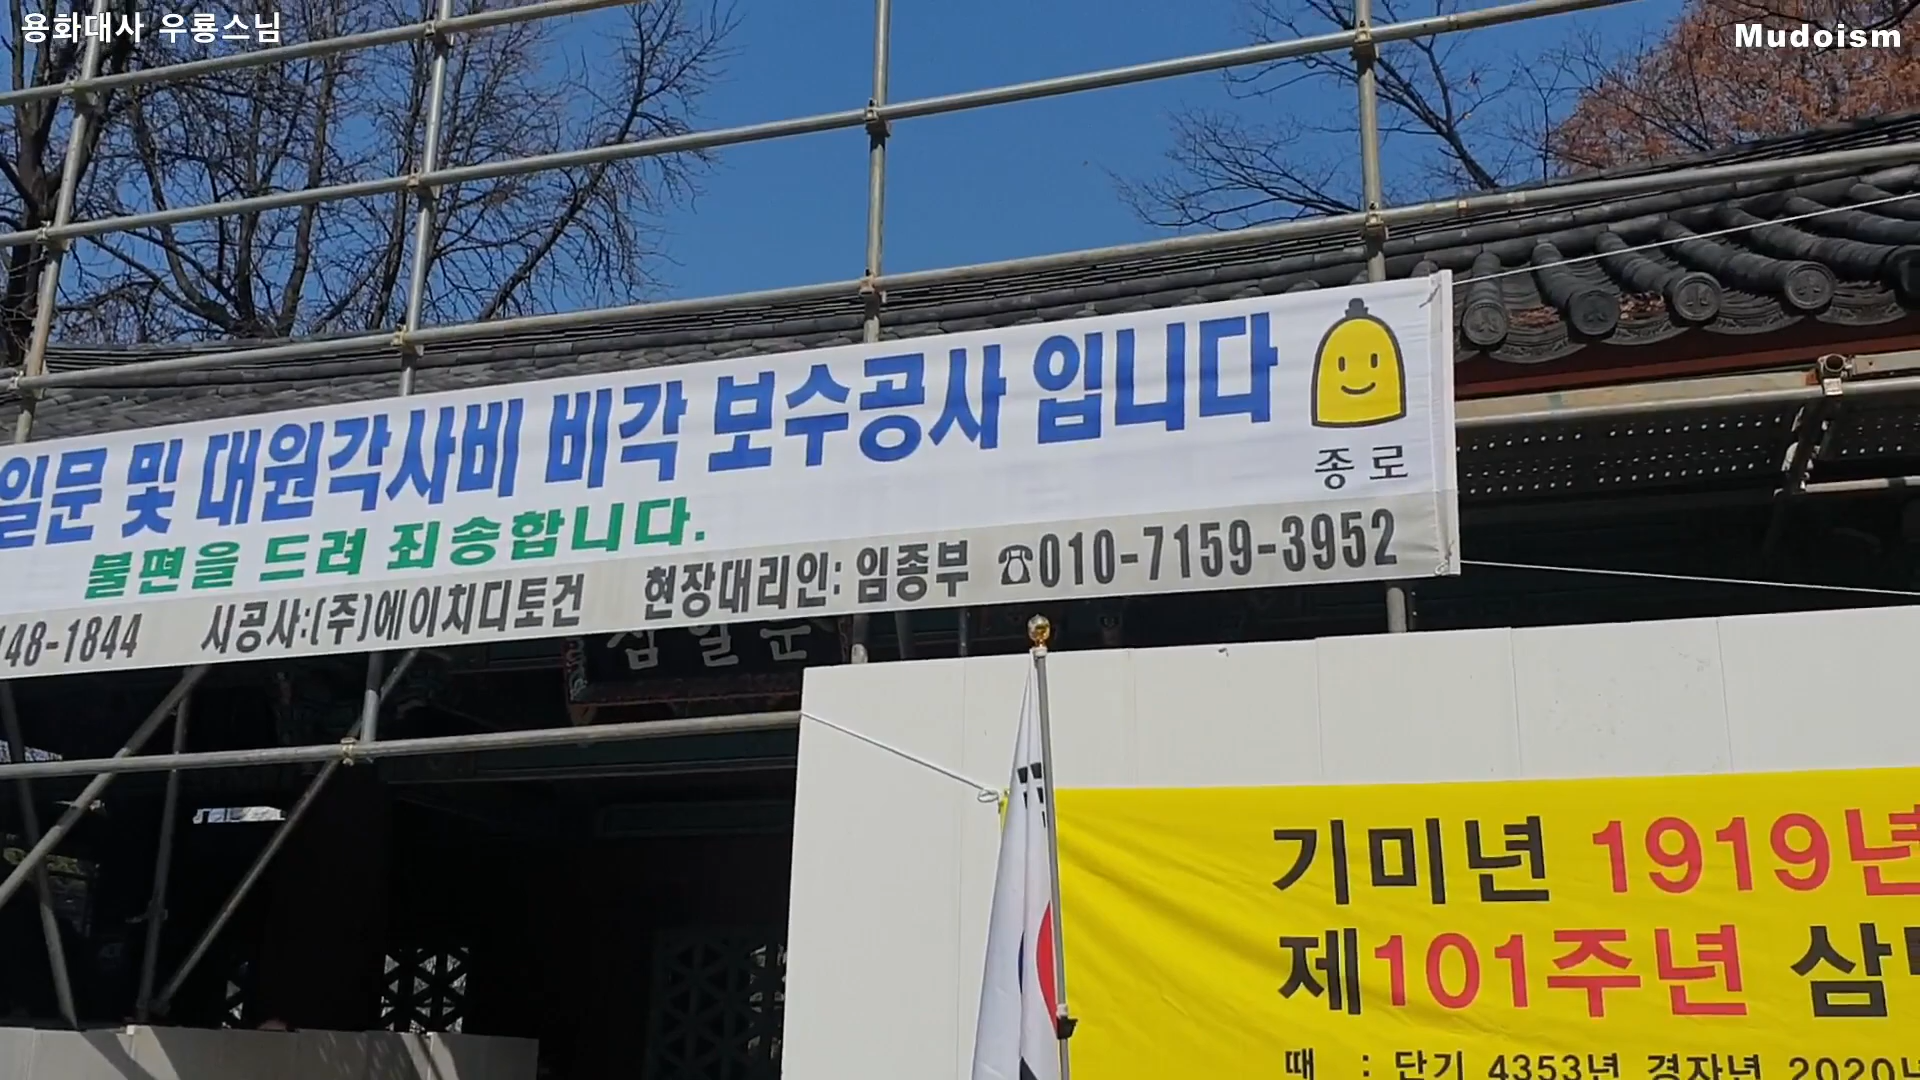 용화대사 우룡스님
Mudoism
일문 및 대원각사비 비각 보수공사 입니다
종로
불편을 드려 죄송합니다.
148-1844 시공사:(주)에이치디토건 현장대리인: 임종부 ☎010-7159-3952
삼일문
기미년 1919년
제101주년 삼
때 : 단기 4353년 경자년 2020년